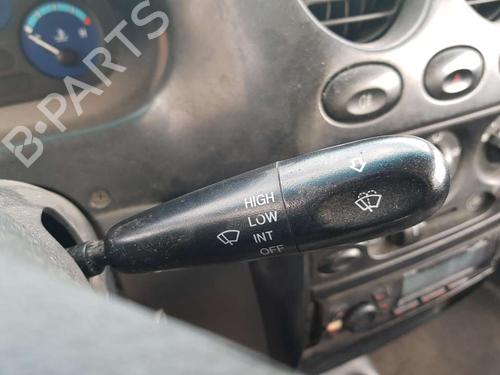 B-PARTS
HIGH
LOW
INT
OFF